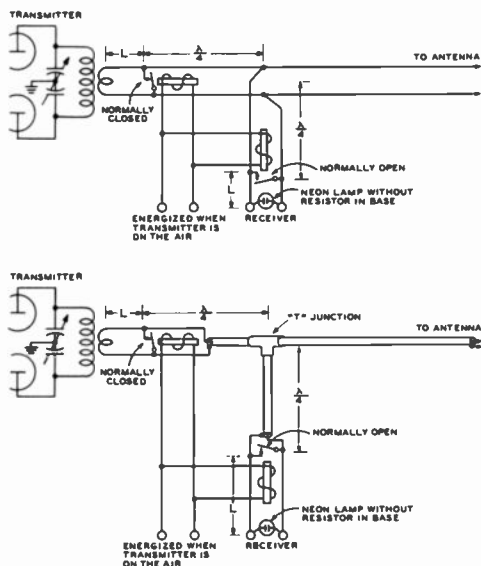 TRANSMITTER
L
λ/4
TO ANTENNA
NORMALLY
CLOSED
λ/4
NORMALLY OPEN
L
NEON LAMP WITHOUT
RESISTOR IN BASE
ENERGIZED WHEN
TRANSMITTER IS
ON THE AIR
RECEIVER
TRANSMITTER
"T" JUNCTION
L
λ/4
TO ANTENNA
NORMALLY
CLOSED
λ/4
NORMALLY OPEN
L
NEON LAMP WITHOUT
RESISTOR IN BASE
ENERGIZED WHEN
TRANSMITTER IS
ON THE AIR
RECEIVER